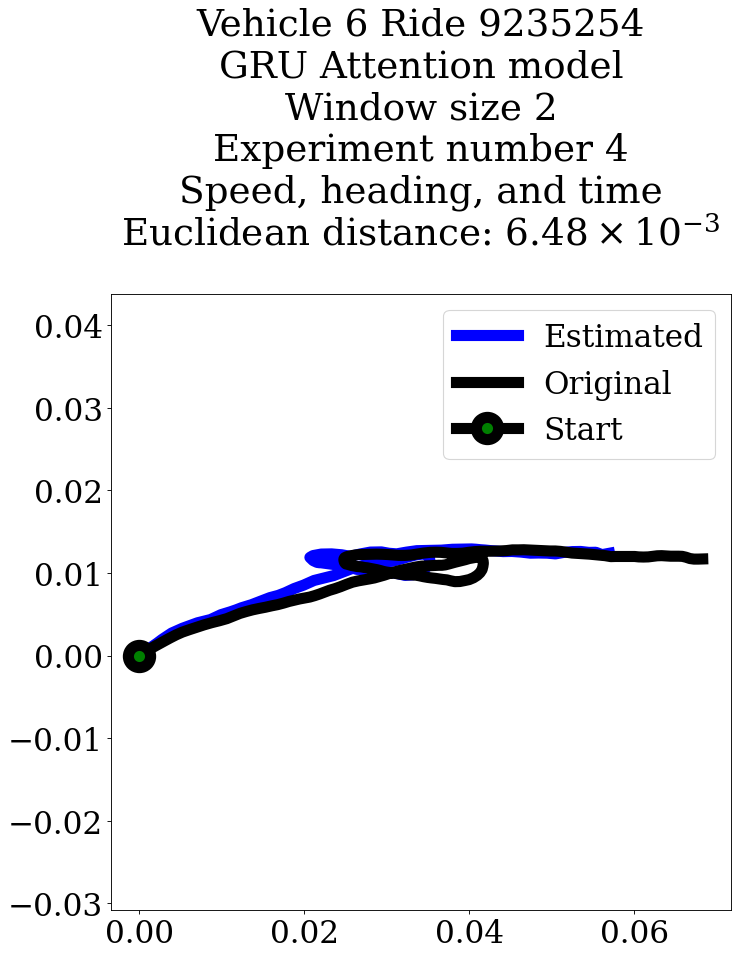 Vehicle 6 Ride 9235254
GRU Attention model
Window size 2
Experiment number 4
Speed, heading, and time
Euclidean distance: 6.48 × 10⁻³
Estimated
Original
Start
0.04
0.03
0.02
0.01
0.00
−0.01
−0.02
−0.03
0.00 0.02 0.04 0.06